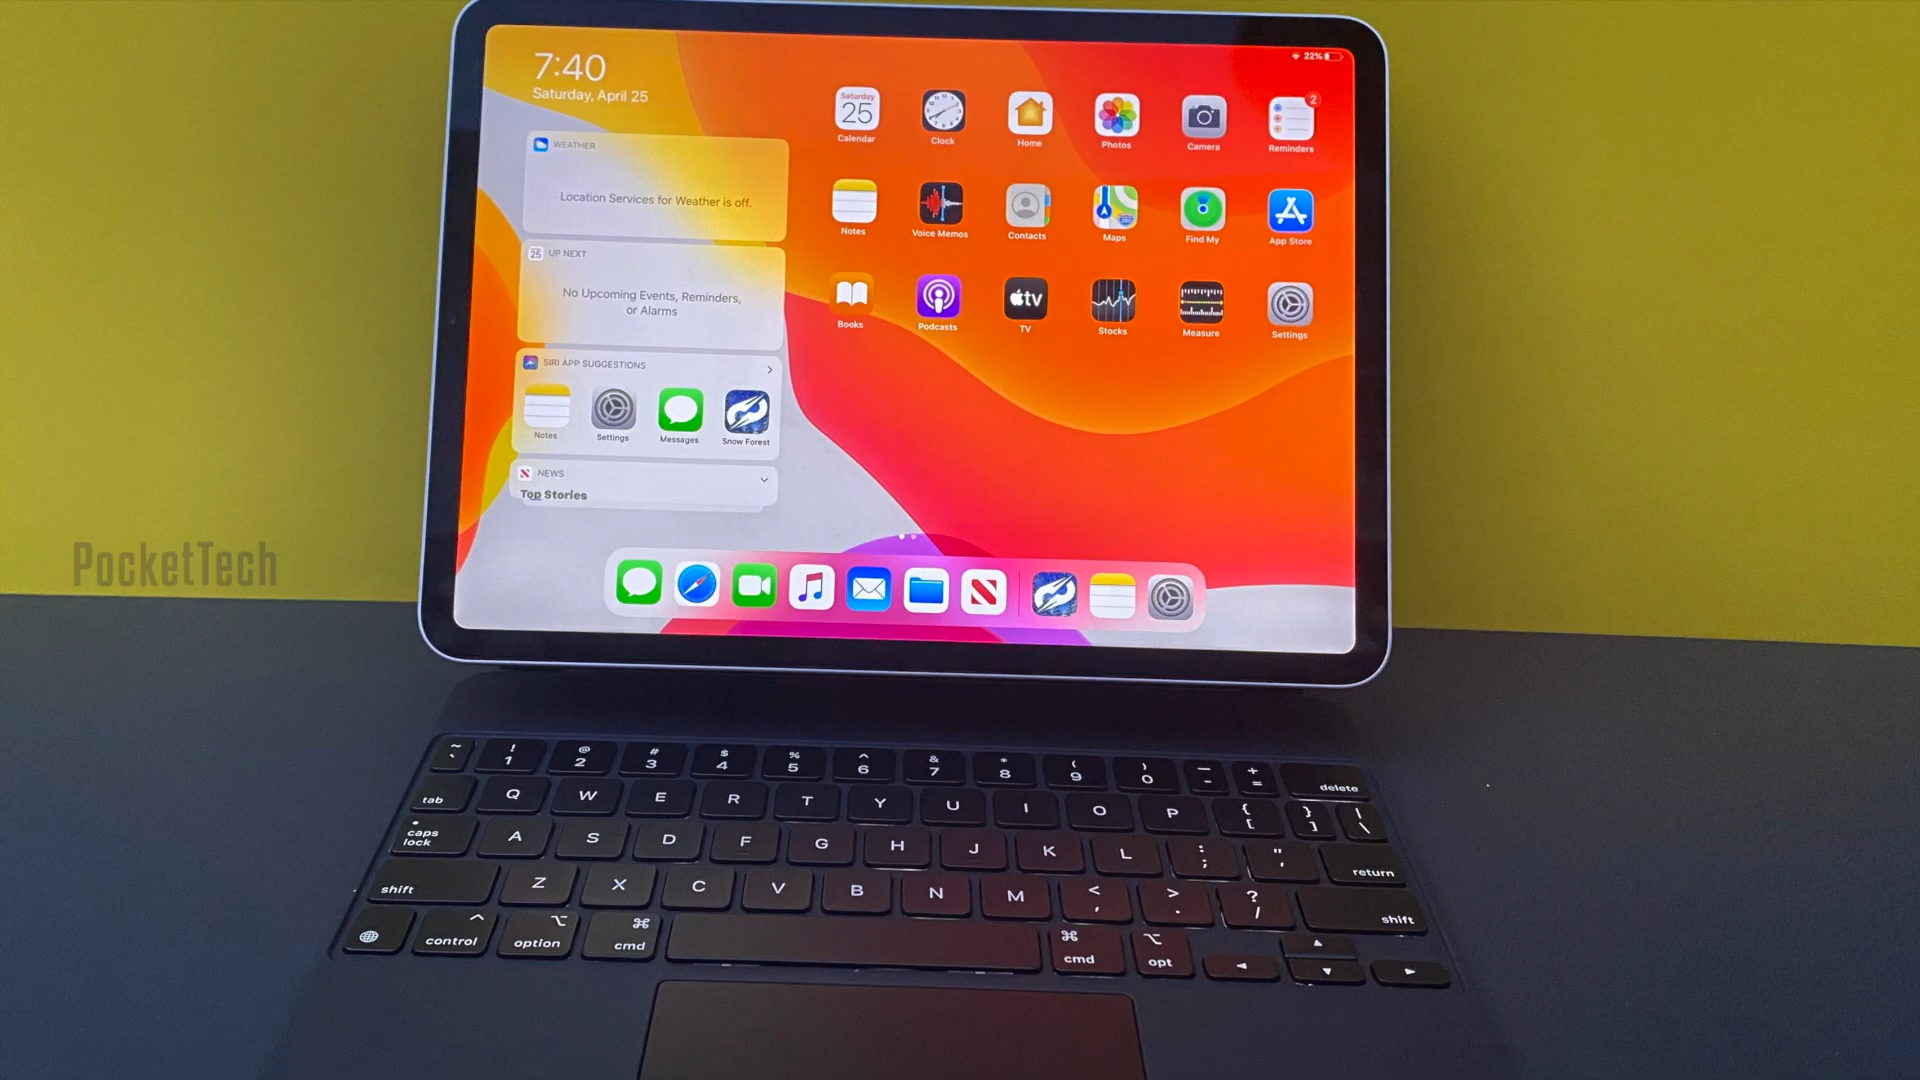 7:40
Saturday, April 25
22%
WEATHER
Location Services for Weather is off.
25 UP NEXT
No Upcoming Events, Reminders,
or Alarms
SIRI APP SUGGESTIONS
Notes Settings Messages Snow Forest
NEWS
Top Stories
Saturday
25
2
Calendar Clock Home Photos Camera Reminders
Notes Voice Memos Contacts Maps Find My App Store
tv
Books Podcasts TV Stocks Measure Settings
PocketTech
~ ! @ # $ % ^ & * ( ) _ +
` 1 2 3 4 5 6 7 8 9 0 - = delete
tab Q W E R T Y U I O P { [ } ] | \
caps
lock A S D F G H J K L : ; " ' return
shift Z X C V B N M < , > . ? / shift
control ⌥ option ⌘ cmd ⌘ cmd ⌥ opt ◄ ▲ ▼ ►